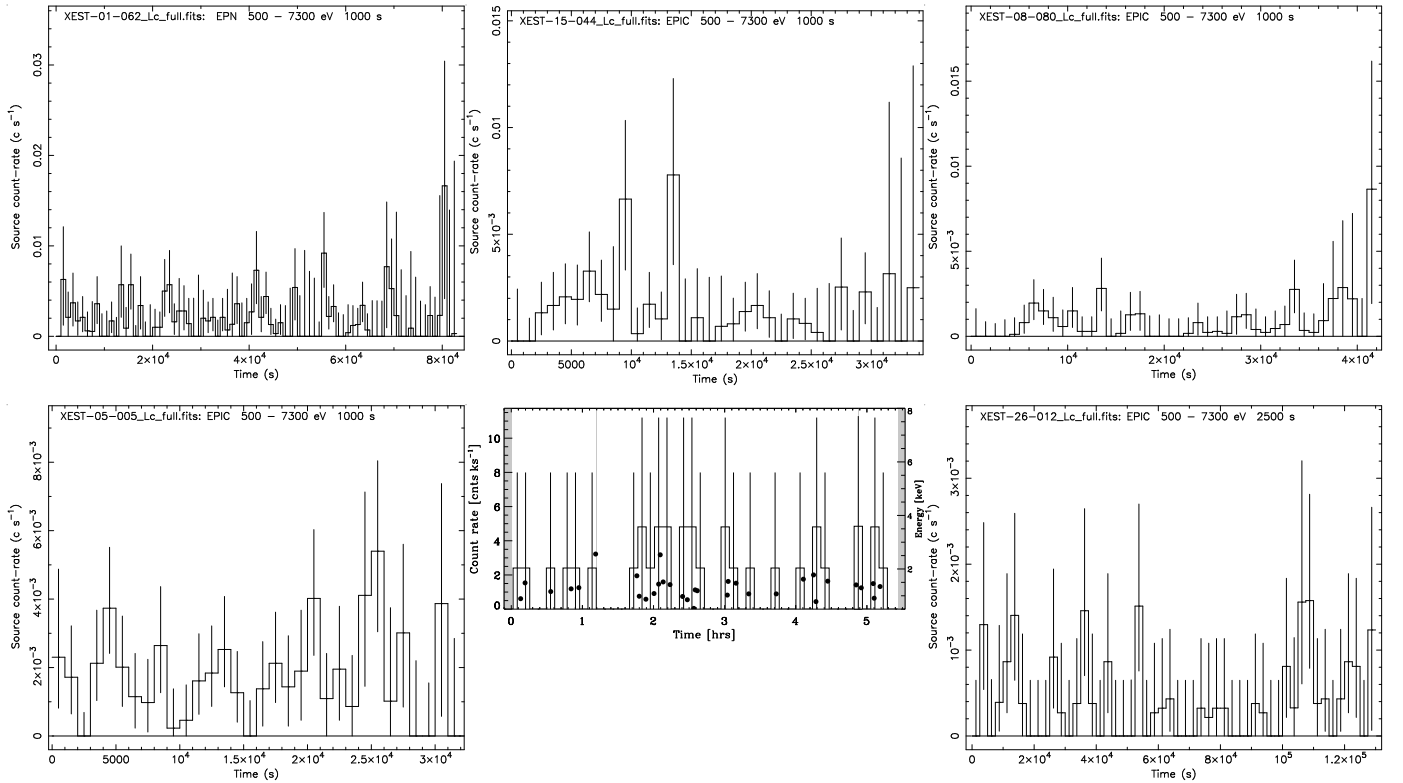 XEST-01-062_Lc_full.fits: EPN 500 - 7300 eV 1000 s
Source count-rate (c s⁻¹)
0.03
0.02
0.01
0
0 2×10⁴ 4×10⁴ 6×10⁴ 8×10⁴
Time (s)
XEST-15-044_Lc_full.fits: EPIC 500 - 7300 eV 1000 s
Source count-rate (c s⁻¹)
0.015
0.01
5×10⁻³
0
0 5000 10⁴ 1.5×10⁴ 2×10⁴ 2.5×10⁴ 3×10⁴
Time (s)
XEST-08-080_Lc_full.fits: EPIC 500 - 7300 eV 1000 s
Source count-rate (c s⁻¹)
0.015
0.01
5×10⁻³
0
0 10⁴ 2×10⁴ 3×10⁴ 4×10⁴
Time (s)
XEST-05-005_Lc_full.fits: EPIC 500 - 7300 eV 1000 s
Source count-rate (c s⁻¹)
8×10⁻³
6×10⁻³
4×10⁻³
2×10⁻³
0
0 5000 10⁴ 1.5×10⁴ 2×10⁴ 2.5×10⁴ 3×10⁴
Time (s)
Count rate [cnts ks⁻¹]
10
8
6
4
2
0
0 1 2 3 4 5
Time [hrs]
8
6
4
2
Energy [keV]
XEST-26-012_Lc_full.fits: EPIC 500 - 7300 eV 2500 s
Source count-rate (c s⁻¹)
3×10⁻³
2×10⁻³
10⁻³
0
0 2×10⁴ 4×10⁴ 6×10⁴ 8×10⁴ 10⁵ 1.2×10⁵
Time (s)